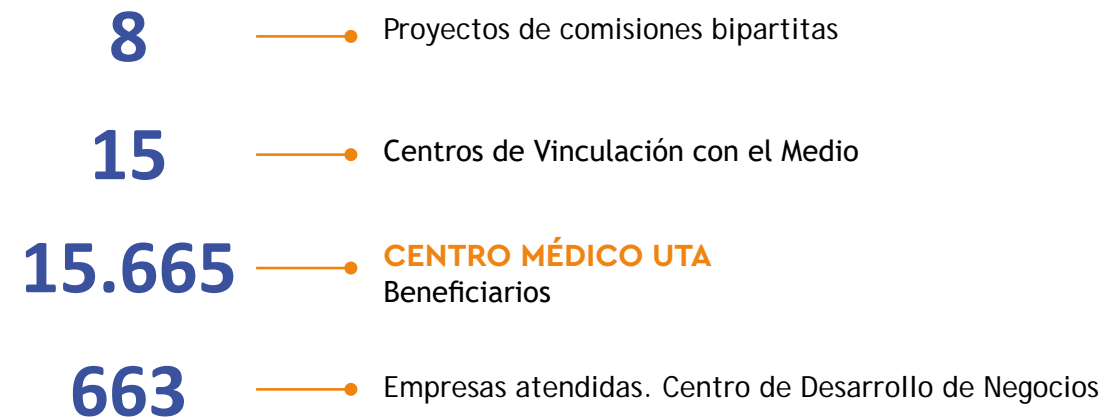 8
Proyectos de comisiones bipartitas
15
Centros de Vinculación con el Medio
15.665
CENTRO MÉDICO UTA
Beneficiarios
663
Empresas atendidas. Centro de Desarrollo de Negocios